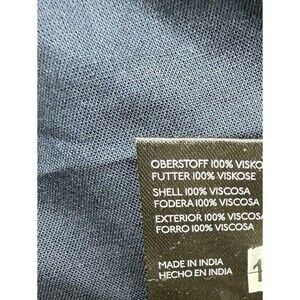 OBERSTOFF 100% VISKO
FUTTER 100% VISKOSE
SHELL 100% VISCOSA
FODERA 100% VISCOSA
EXTERIOR 100% VISCOSA
FORRO 100% VISCOSA
MADE IN INDIA
HECHO EN INDIA